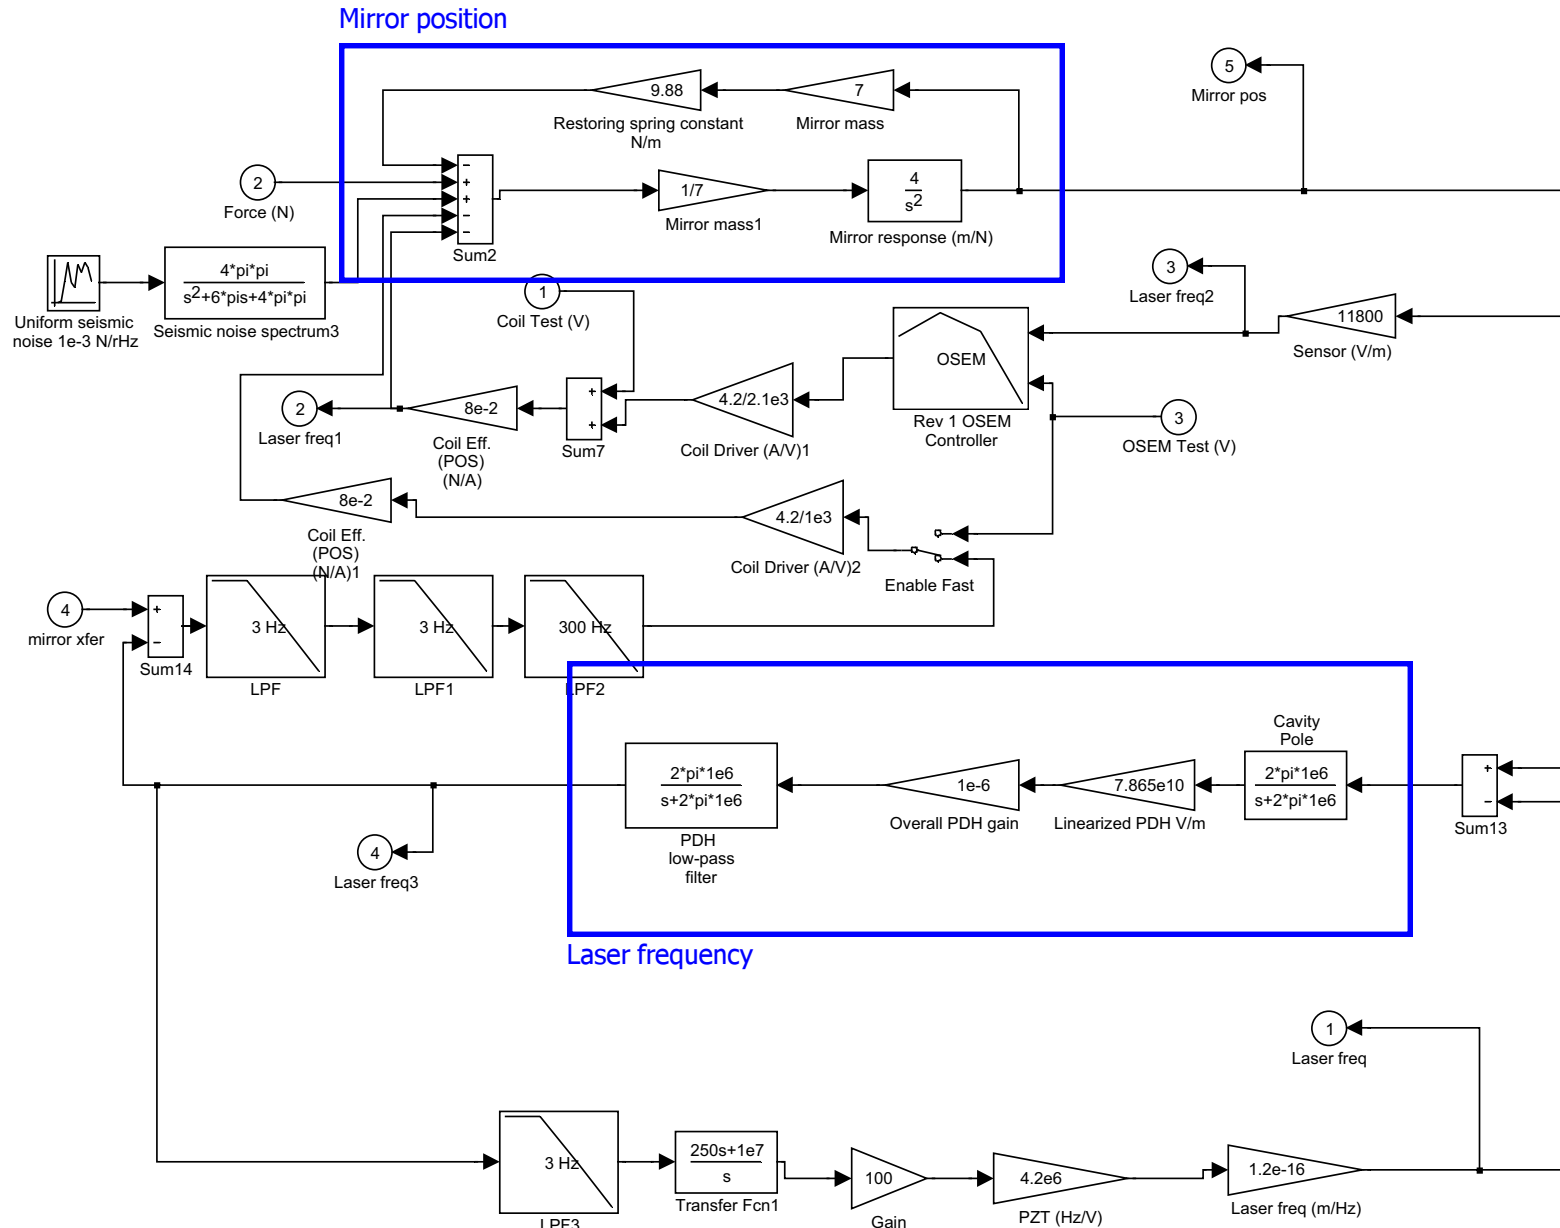 Mirror position
9.88
7
5
Restoring spring constant
N/m
Mirror mass
Mirror pos
2
Force (N)
−
+
+
−
−
Sum2
1/7
Mirror mass1
4
s2
Mirror response (m/N)
Uniform seismic
noise 1e-3 N/rHz
4*pi*pi
s2+6*pis+4*pi*pi
Seismic noise spectrum3
1
Coil Test (V)
3
Laser freq2
11800
Sensor (V/m)
OSEM
Rev 1 OSEM
Controller
2
Laser freq1
8e-2
Coil Eff.
(POS)
(N/A)
+
+
Sum7
4.2/2.1e3
Coil Driver (A/V)1
3
OSEM Test (V)
8e-2
Coil Eff.
(POS)
(N/A)1
4.2/1e3
Coil Driver (A/V)2
Enable Fast
4
mirror xfer
+
−
Sum14
3 Hz
LPF
3 Hz
LPF1
300 Hz
LPF2
2*pi*1e6
s+2*pi*1e6
PDH
low-pass
filter
1e-6
Overall PDH gain
7.865e10
Linearized PDH V/m
Cavity
Pole
2*pi*1e6
s+2*pi*1e6
+
−
Sum13
4
Laser freq3
Laser frequency
1
Laser freq
3 Hz
LPF3
250s+1e7
s
Transfer Fcn1
100
Gain
4.2e6
PZT (Hz/V)
1.2e-16
Laser freq (m/Hz)